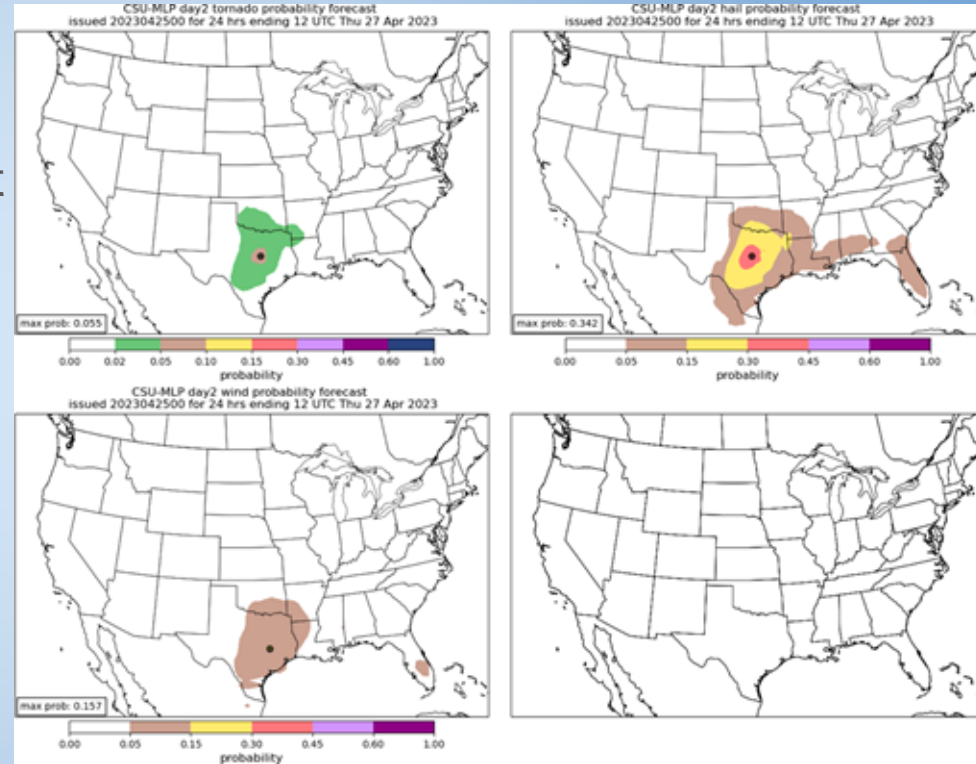 CSU-MLP day2 tornado probability forecast
issued 2023042500 for 24 hrs ending 12 UTC Thu 27 Apr 2023
max prob: 0.055
0.00 0.02 0.05 0.10 0.15 0.30 0.45 0.60 1.00
probability
CSU-MLP day2 hail probability forecast
issued 2023042500 for 24 hrs ending 12 UTC Thu 27 Apr 2023
max prob: 0.342
0.00 0.05 0.15 0.30 0.45 0.60 1.00
probability
CSU-MLP day2 wind probability forecast
issued 2023042500 for 24 hrs ending 12 UTC Thu 27 Apr 2023
max prob: 0.157
0.00 0.05 0.15 0.30 0.45 0.60 1.00
probability